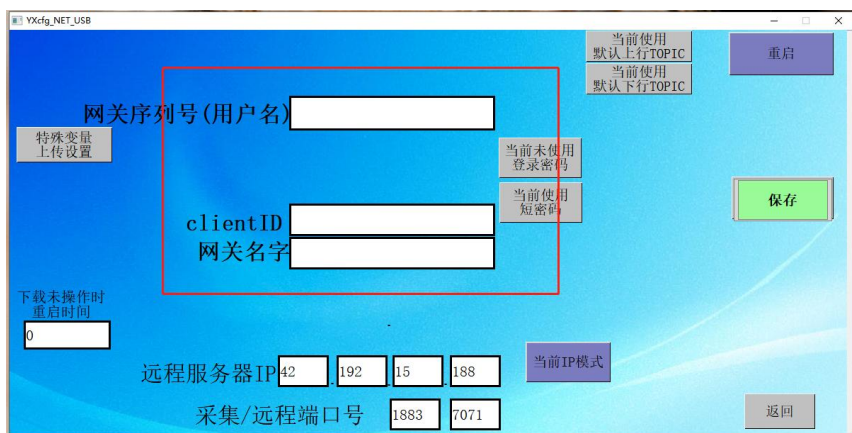 YXcfg_NET_USB
当前使用
默认上行TOPIC
重启
当前使用
默认下行TOPIC
网关序列号(用户名)
特殊变量
上传设置
当前未使用
登录密码
当前使用
短密码
保存
clientID
网关名字
下载未操作时
重启时间
0
远程服务器IP 42 . 192 . 15 . 188
当前IP模式
采集/远程端口号 1883 7071
返回